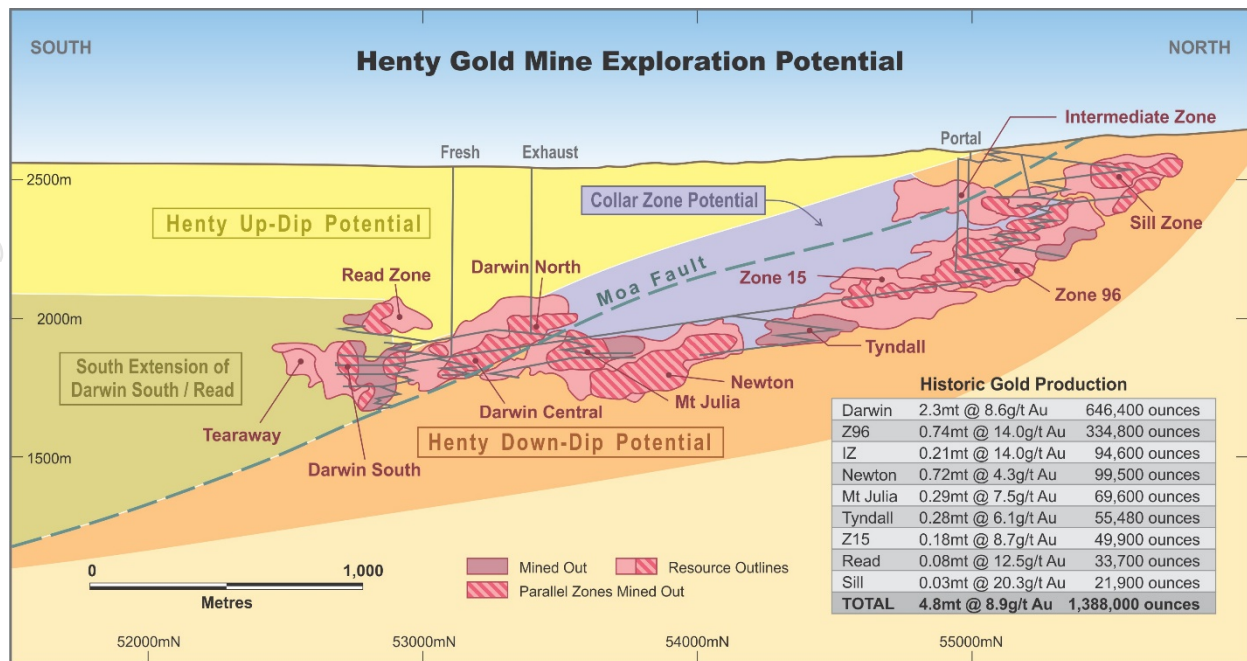 SOUTH
NORTH
Henty Gold Mine Exploration Potential
Intermediate Zone
Portal
Fresh
Exhaust
2500m
Collar Zone Potential
Henty Up-Dip Potential
Sill Zone
Read Zone
Darwin North
Moa Fault
Zone 15
Zone 96
2000m
South Extension of
Darwin South / Read
Tyndall
Newton
Mt Julia
Darwin Central
Tearaway
Henty Down-Dip Potential
1500m
Darwin South
Historic Gold Production
Darwin 2.3mt @ 8.6g/t Au 646,400 ounces
Z96 0.74mt @ 14.0g/t Au 334,800 ounces
IZ 0.21mt @ 14.0g/t Au 94,600 ounces
Newton 0.72mt @ 4.3g/t Au 99,500 ounces
Mt Julia 0.29mt @ 7.5g/t Au 69,600 ounces
Tyndall 0.28mt @ 6.1g/t Au 55,480 ounces
Z15 0.18mt @ 8.7g/t Au 49,900 ounces
Read 0.08mt @ 12.5g/t Au 33,700 ounces
Sill 0.03mt @ 20.3g/t Au 21,900 ounces
TOTAL 4.8mt @ 8.9g/t Au 1,388,000 ounces
0 1,000
Metres
Mined Out
Resource Outlines
Parallel Zones Mined Out
52000mN
53000mN
54000mN
55000mN